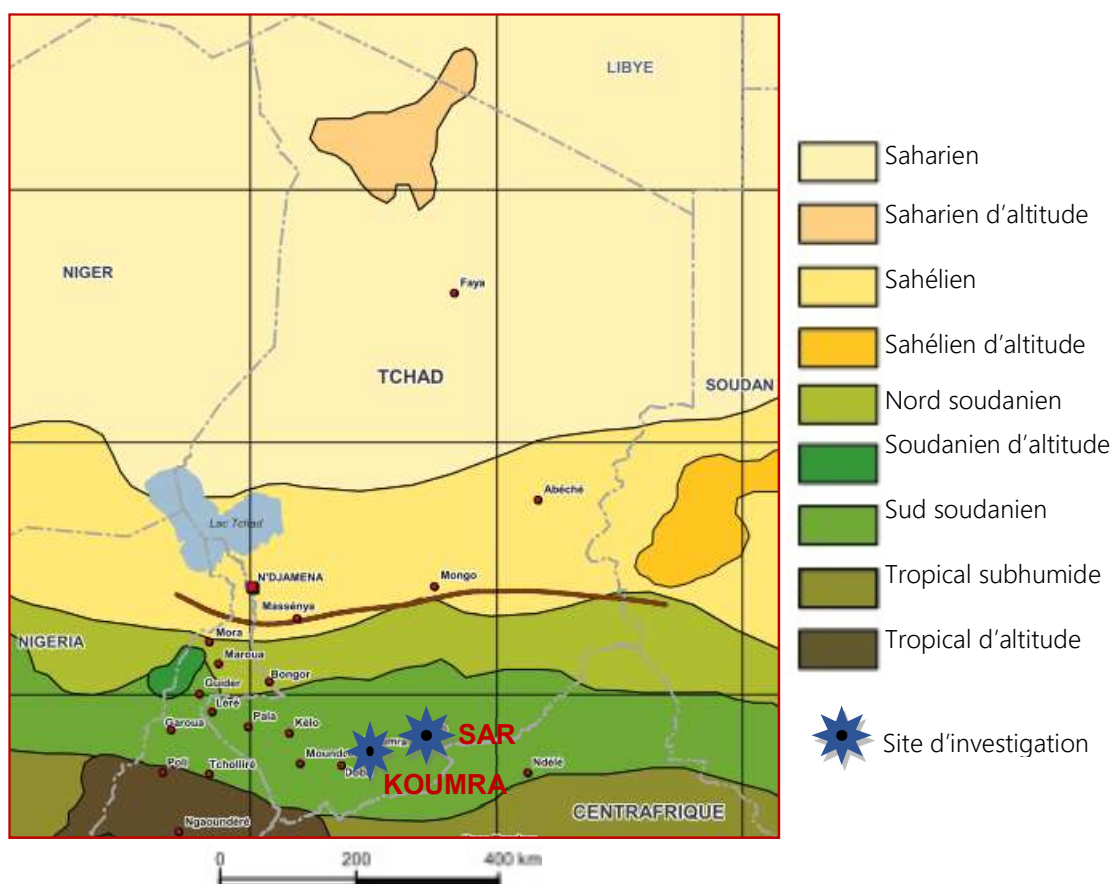 LIBYE
NIGER
Faya
TCHAD
SOUDAN
Abéché
Lac Tchad
N'DJAMENA
Mongo
Massénya
Mora
NIGERIA
Maroua
Bongor
Guider
Léré
Pala
Kélo
Garoua
SAR
KOUMRA
Poli
Tcholliré
Ndélé
CENTRAFRIQUE
Ngaoundéré
0 200 400 km
Saharien
Saharien d'altitude
Sahélien
Sahélien d'altitude
Nord soudanien
Soudanien d'altitude
Sud soudanien
Tropical subhumide
Tropical d'altitude
Site d'investigation